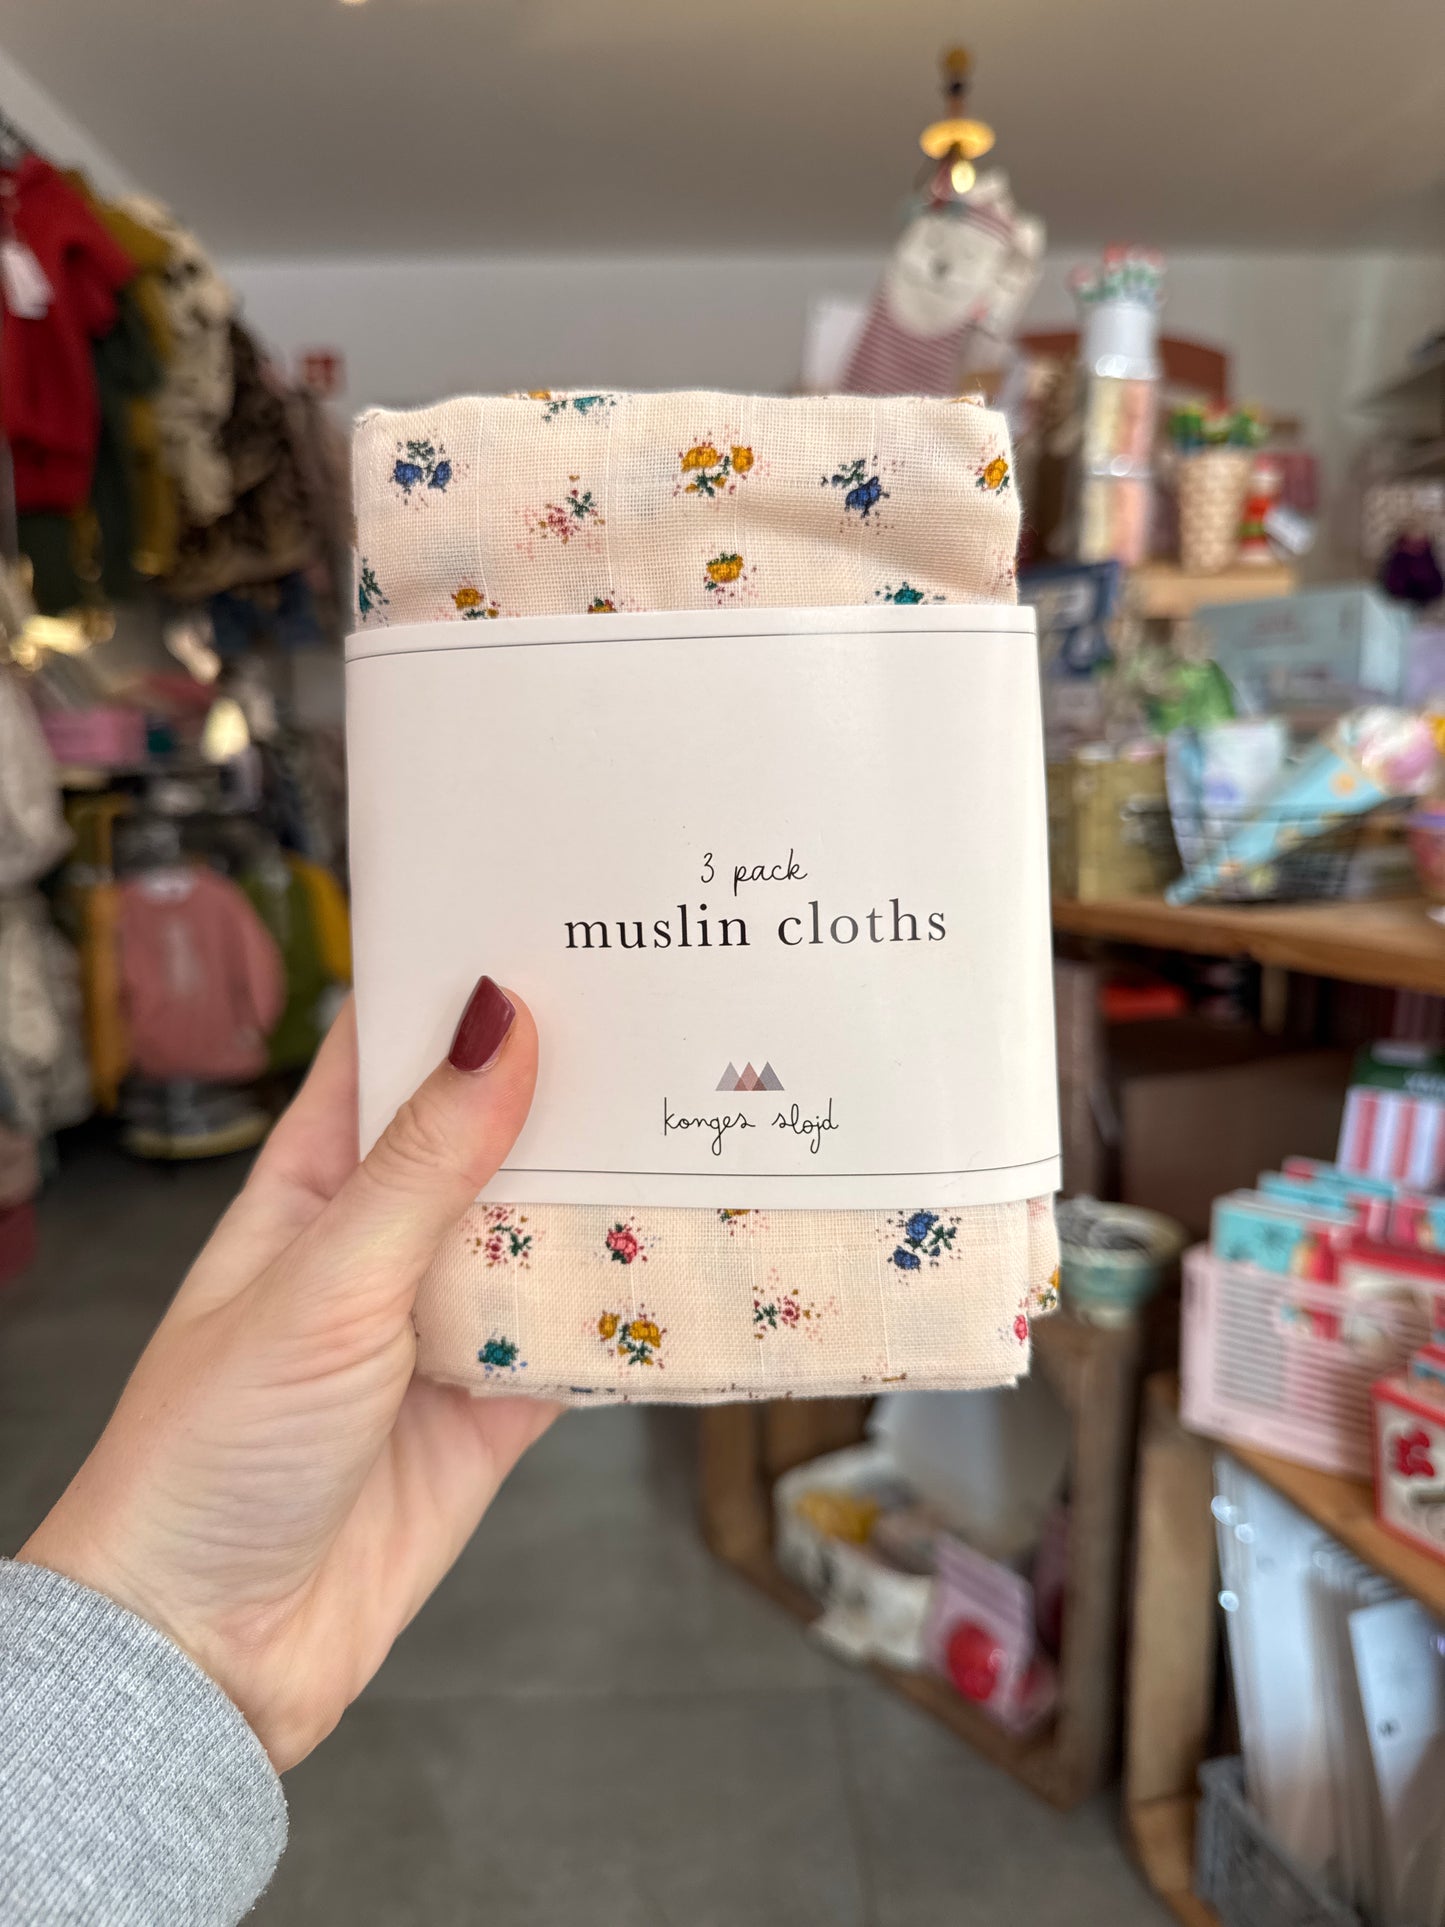 3 pack
muslin cloths
konges sløjd